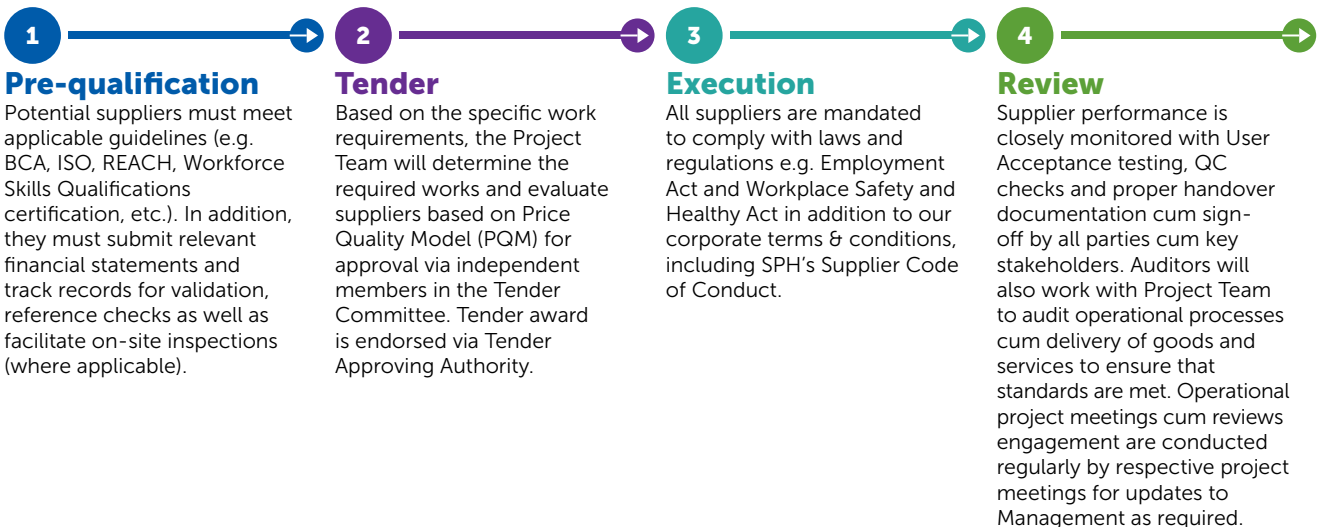 1
Pre-qualification
Potential suppliers must meet
applicable guidelines (e.g.
BCA, ISO, REACH, Workforce
Skills Qualifications
certification, etc.). In addition,
they must submit relevant
financial statements and
track records for validation,
reference checks as well as
facilitate on-site inspections
(where applicable).
2
Tender
Based on the specific work
requirements, the Project
Team will determine the
required works and evaluate
suppliers based on Price
Quality Model (PQM) for
approval via independent
members in the Tender
Committee. Tender award
is endorsed via Tender
Approving Authority.
3
Execution
All suppliers are mandated
to comply with laws and
regulations e.g. Employment
Act and Workplace Safety and
Healthy Act in addition to our
corporate terms & conditions,
including SPH's Supplier Code
of Conduct.
4
Review
Supplier performance is
closely monitored with User
Acceptance testing, QC
checks and proper handover
documentation cum sign-
off by all parties cum key
stakeholders. Auditors will
also work with Project Team
to audit operational processes
cum delivery of goods and
services to ensure that
standards are met. Operational
project meetings cum reviews
engagement are conducted
regularly by respective project
meetings for updates to
Management as required.